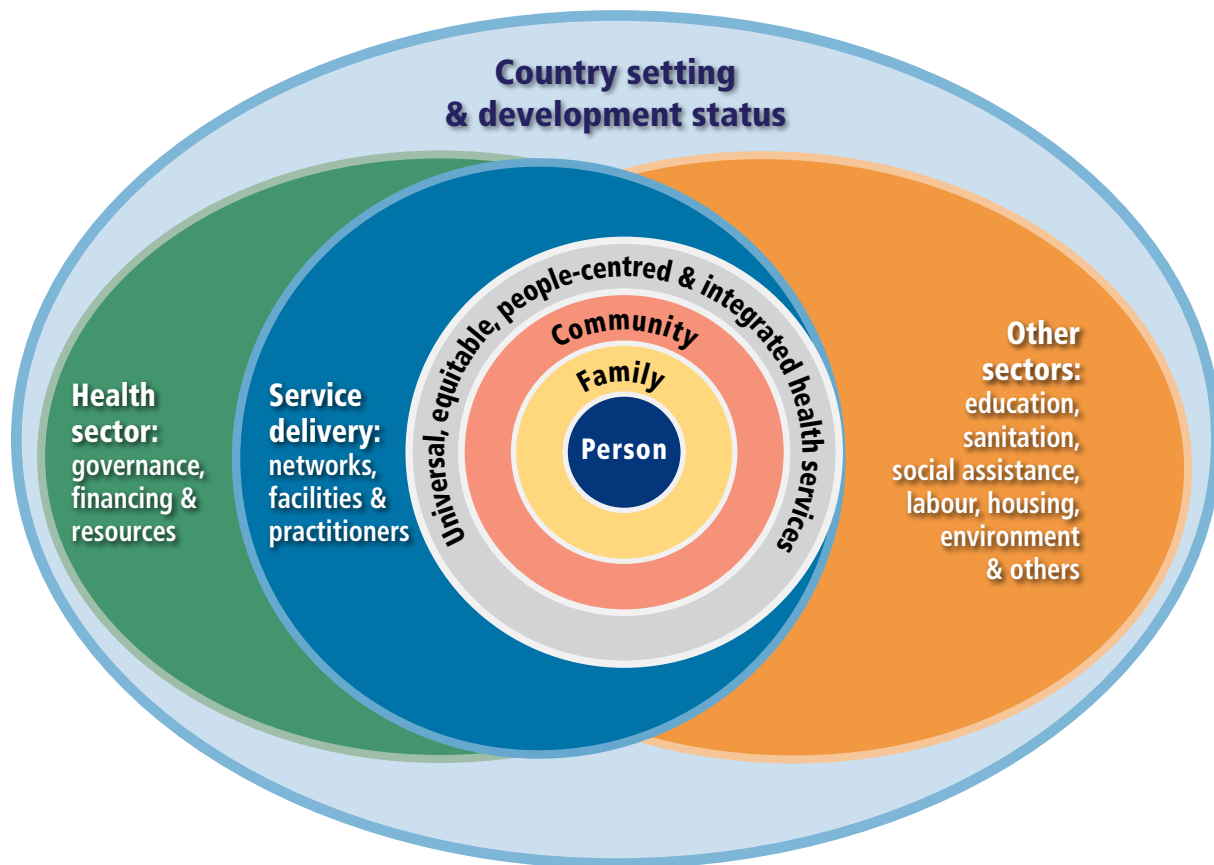 Country setting
& development status
Health
sector:
governance,
financing &
resources
Service
delivery:
networks,
facilities &
practitioners
Universal, equitable, people-centred & integrated health services
Community
Family
Person
Other
sectors:
education,
sanitation,
social assistance,
labour, housing,
environment
& others